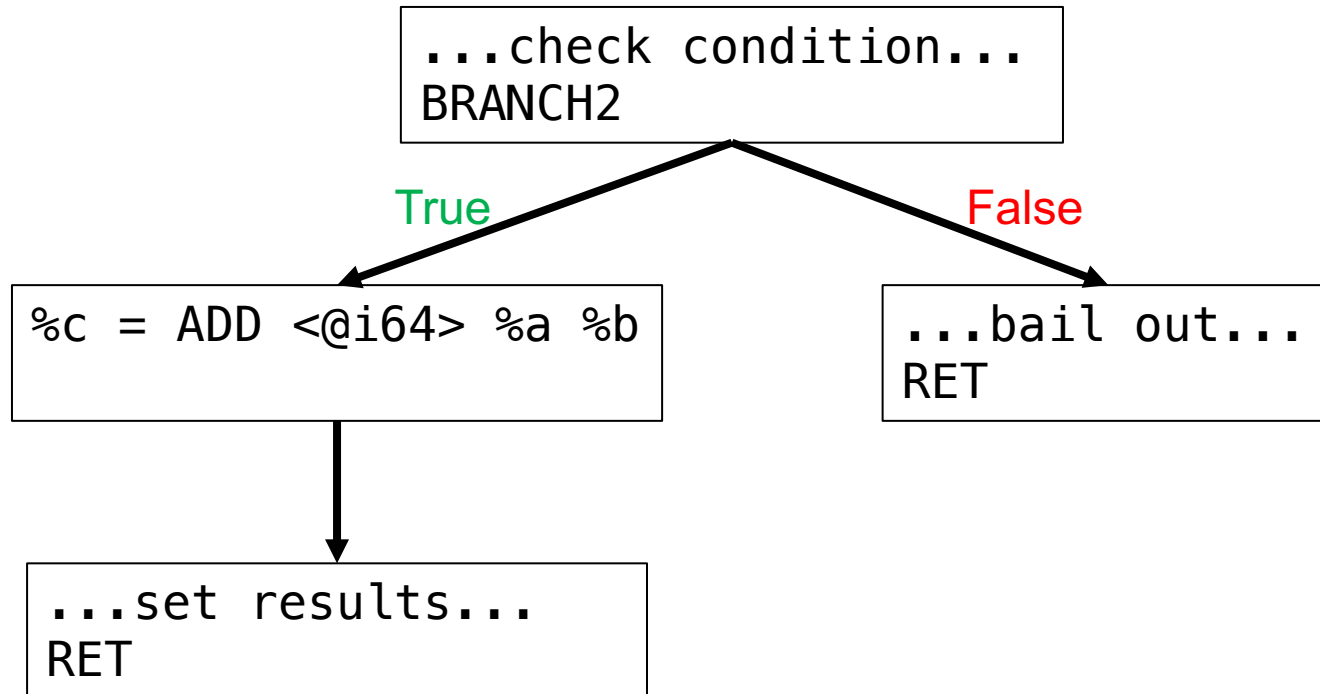 ...check condition...
BRANCH2
True
False
%c = ADD <@i64> %a %b
...bail out...
RET
...set results...
RET